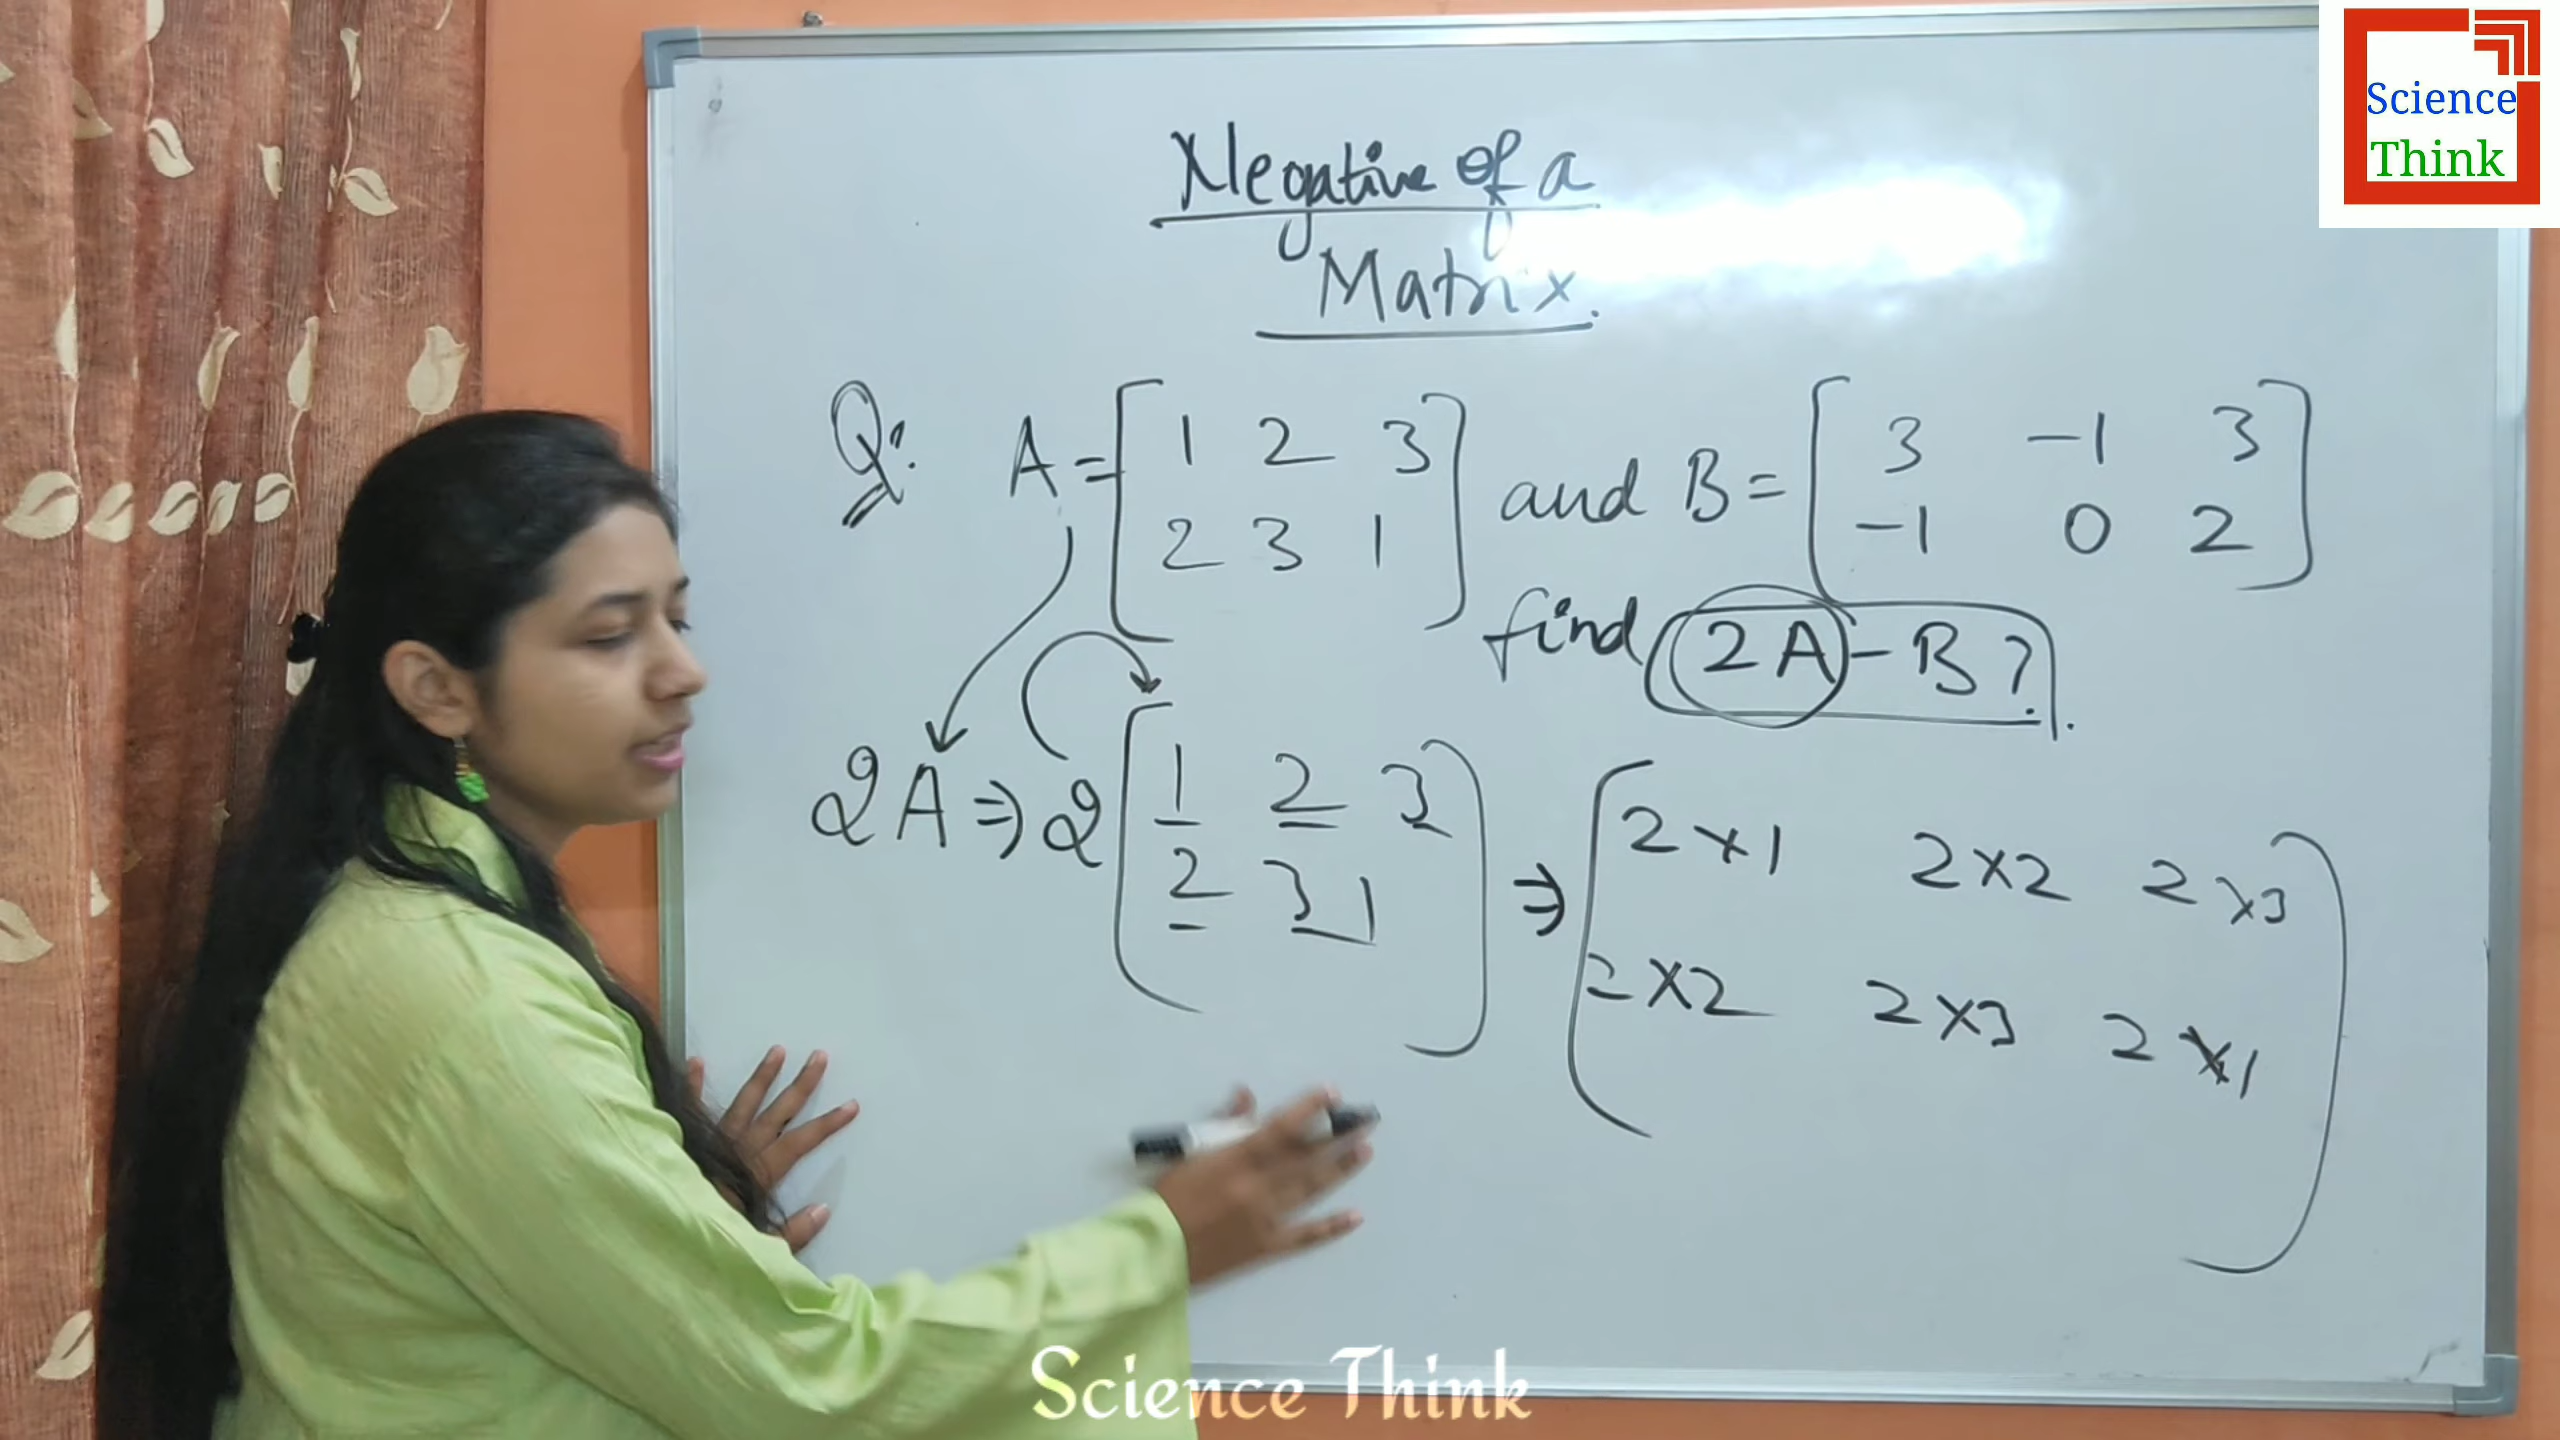 Science
Think
Negative of a
Matrix.
Q: A = [ 1 2 3 and B = [ 3 -1 3
2 3 1 ] -1 0 2 ]
find 2A - B ?.
2A ⇒ 2 [ 1 2 3 ⇒ [ 2×1 2×2 2×3
2 3 1 ] 2×2 2×3 2×1 ]
Science Think